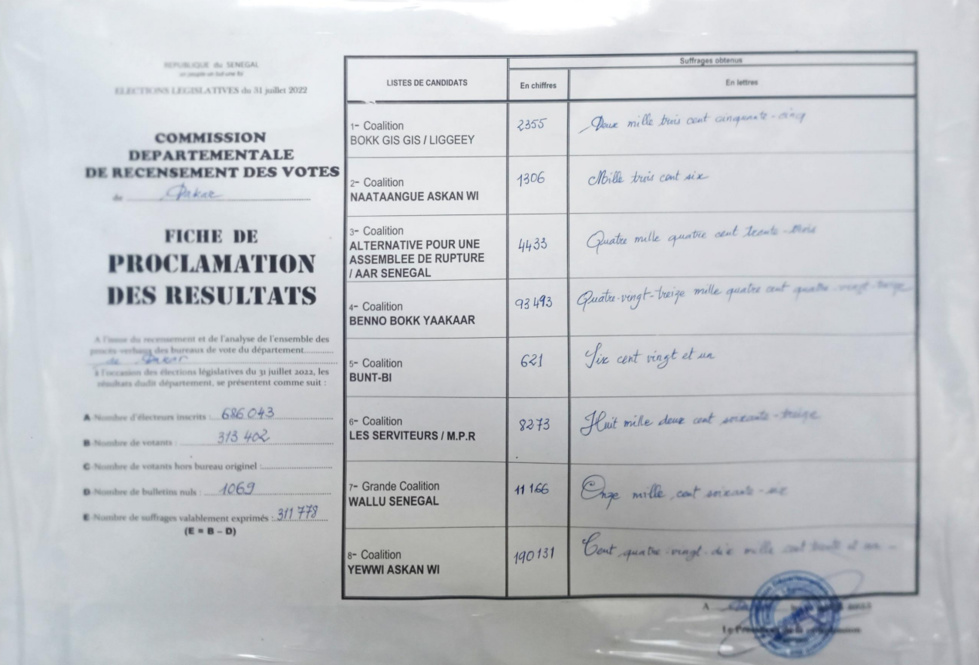 REPUBLIQUE du SENEGAL
un peuple-un but-une foi
ELECTIONS LEGISLATIVES du 31 juillet 2022
COMMISSION
DEPARTEMENTALE
DE RECENSEMENT DES VOTES
de Dakar
FICHE DE
PROCLAMATION
DES RESULTATS
A l'issue du recensement et de l'analyse de l'ensemble des
procès-verbaux des bureaux de vote du département
de Dakar
à l'occasion des élections législatives du 31 juillet 2022, les
résultats dudit département, se présentent comme suit :
A Nombre d'électeurs inscrits : 686 043
B Nombre de votants : 313 402
C Nombre de votants hors bureau originel :
D Nombre de bulletins nuls : 1069
E Nombre de suffrages valablement exprimés : 311 778
(E = B – D)
LISTES DE CANDIDATS
Suffrages obtenus
En chiffres
En lettres
1- Coalition
BOKK GIS GIS / LIGGEEY
2355
Deux mille trois cent cinquante-cinq
2- Coalition
NAATAANGUE ASKAN WI
1306
Mille trois cent six
3- Coalition
ALTERNATIVE POUR UNE
ASSEMBLEE DE RUPTURE
/ AAR SENEGAL
4433
Quatre mille quatre cent trente-trois
4- Coalition
BENNO BOKK YAAKAAR
93 493
Quatre-vingt-treize mille quatre cent quatre-vingt-treize
5- Coalition
BUNT-BI
621
Six cent vingt et un
6- Coalition
LES SERVITEURS / M.P.R
8273
Huit mille deux cent soixante-treize
7- Grande Coalition
WALLU SENEGAL
11 166
Onze mille cent soixante-six
8- Coalition
YEWWI ASKAN WI
190 131
Cent quatre-vingt-dix mille cent trente et un
A